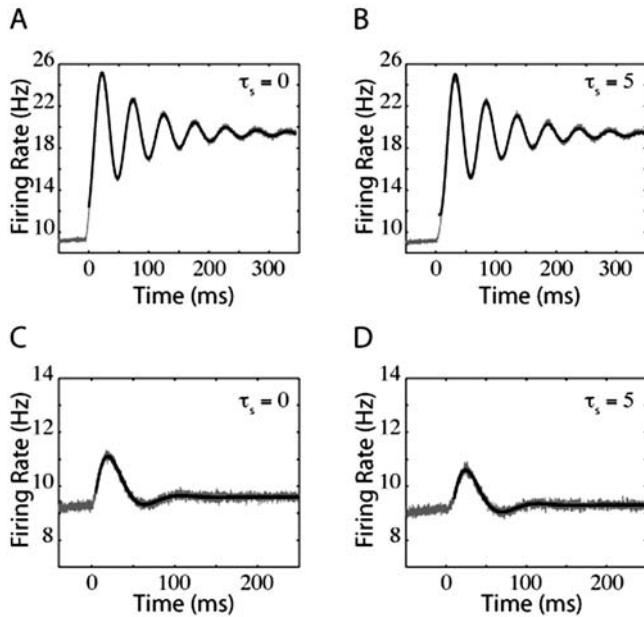 A
Firing Rate (Hz)
26
22
18
14
10
τs = 0
0 100 200 300
Time (ms)
B
Firing Rate (Hz)
26
22
18
14
10
τs = 5
0 100 200 300
Time (ms)
C
Firing Rate (Hz)
14
12
10
8
τs = 0
0 100 200
Time (ms)
D
Firing Rate (Hz)
14
12
10
8
τs = 5
0 100 200
Time (ms)